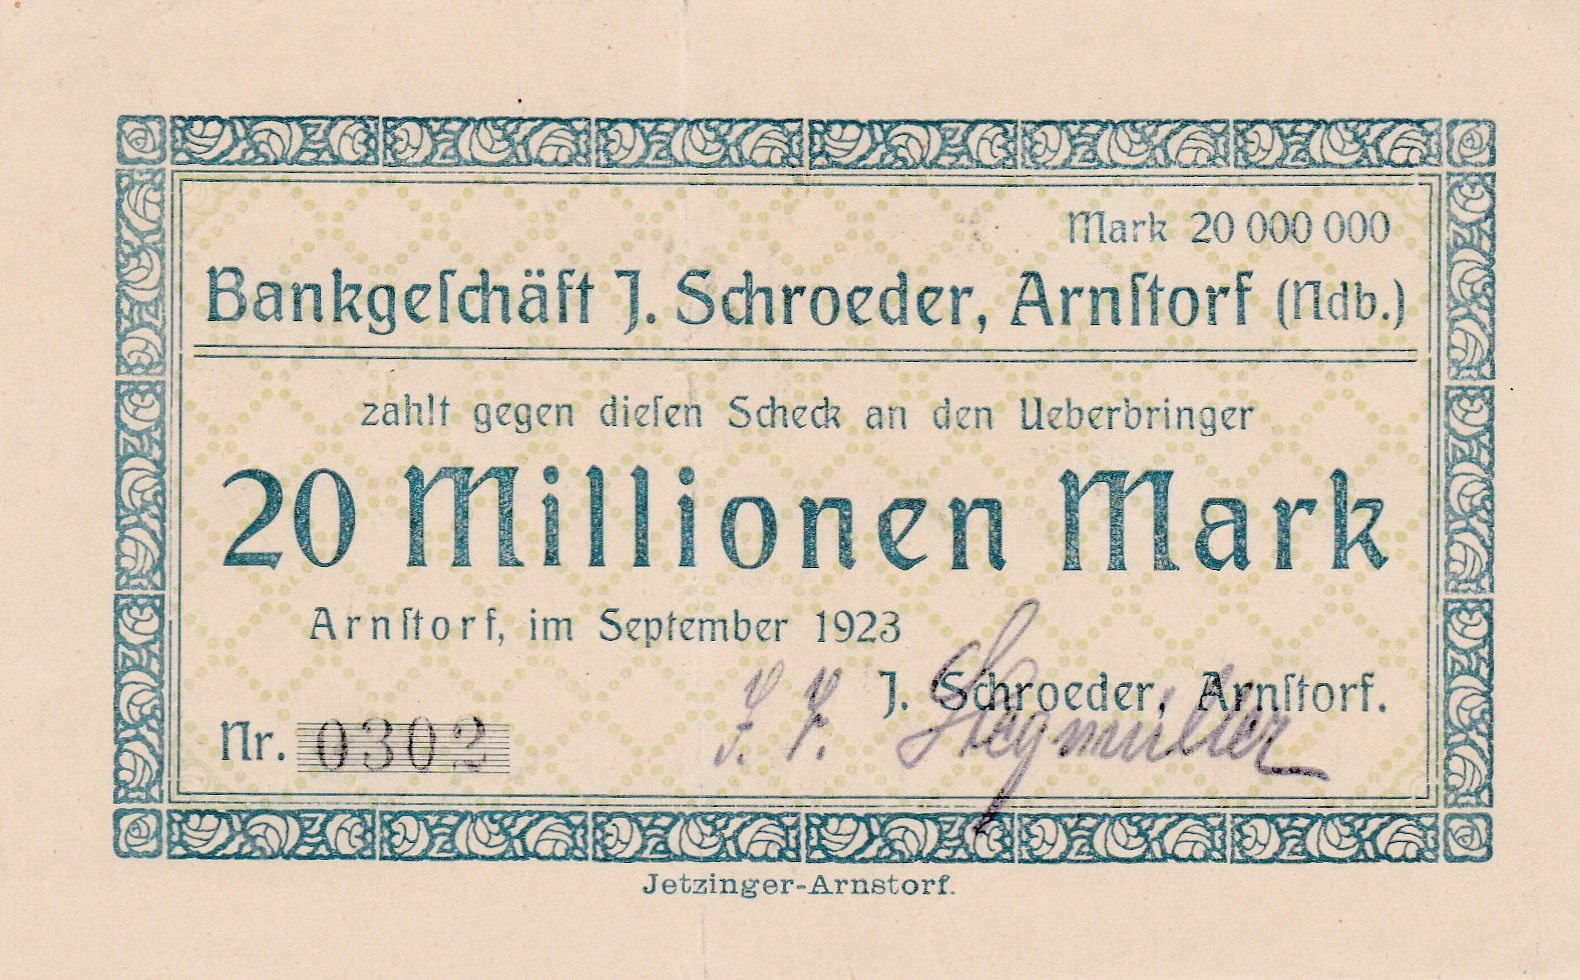 Mark 20 000 000
Bankgeſchäft J. Schroeder, Arnſtorf (Ndb.)
zahlt gegen dieſen Scheck an den Ueberbringer
20 Millionen Mark
Arnſtorf, im September 1923
J. Schroeder, Arnſtorf.
Nr. 0302
Stegmüller
Jetzinger-Arnstorf.